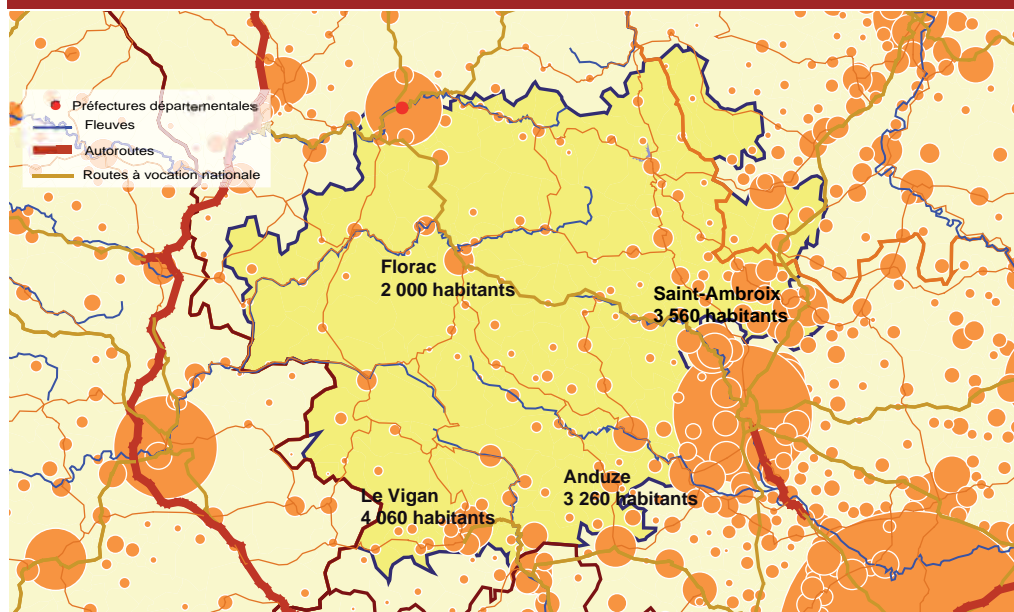 Préfectures départementales
Fleuves
Autoroutes
Routes à vocation nationale
Florac
2 000 habitants
Saint-Ambroix
3 560 habitants
Anduze
3 260 habitants
Le Vigan
4 060 habitants